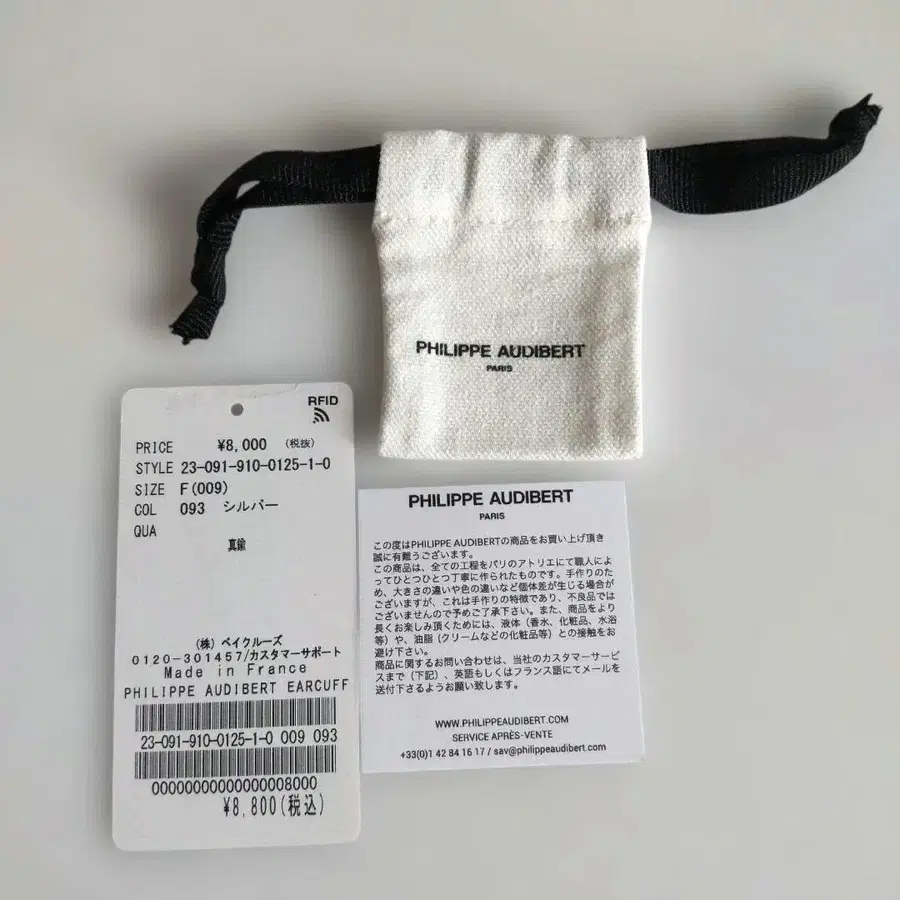 PHILIPPE AUDIBERT
PARIS
RFID
PRICE ¥8,000 (税抜)
STYLE 23-091-910-0125-1-0
SIZE F(009)
COL 093 シルバー
QUA
真鍮
(株) ベイクルーズ
0120-301457/カスタマーサポート
Made in France
PHILIPPE AUDIBERT EARCUFF
23-091-910-0125-1-0 009 093
00000000000000008000
¥8,800(税込)
PHILIPPE AUDIBERT
PARIS
この度はPHILIPPE AUDIBERTの商品をお買い上げ頂き
誠に有難うございます。
この商品は、全ての工程をパリのアトリエにて職人によ
ってひとつひとつ丁寧に作られたものです。手作りのた
め、大きさの違いや色の違いなど個体差が生じる場合が
ございますが、これは手作りの特徴であり、不良品では
ございませんので予めご了承下さい。また、商品をより
長くお楽しみ頂くためには、液体（香水、化粧品、水浴
等）や、油脂（クリームなどの化粧品等）との接触をお
避け下さい。
商品に関するお問い合わせは、当社のカスタマーサービ
スまで（下記）、英語もしくはフランス語にてメールを
送付下さるようお願い致します。
WWW.PHILIPPEAUDIBERT.COM
SERVICE APRÈS-VENTE
+33(0)1 42 84 16 17 / sav@philippeaudibert.com